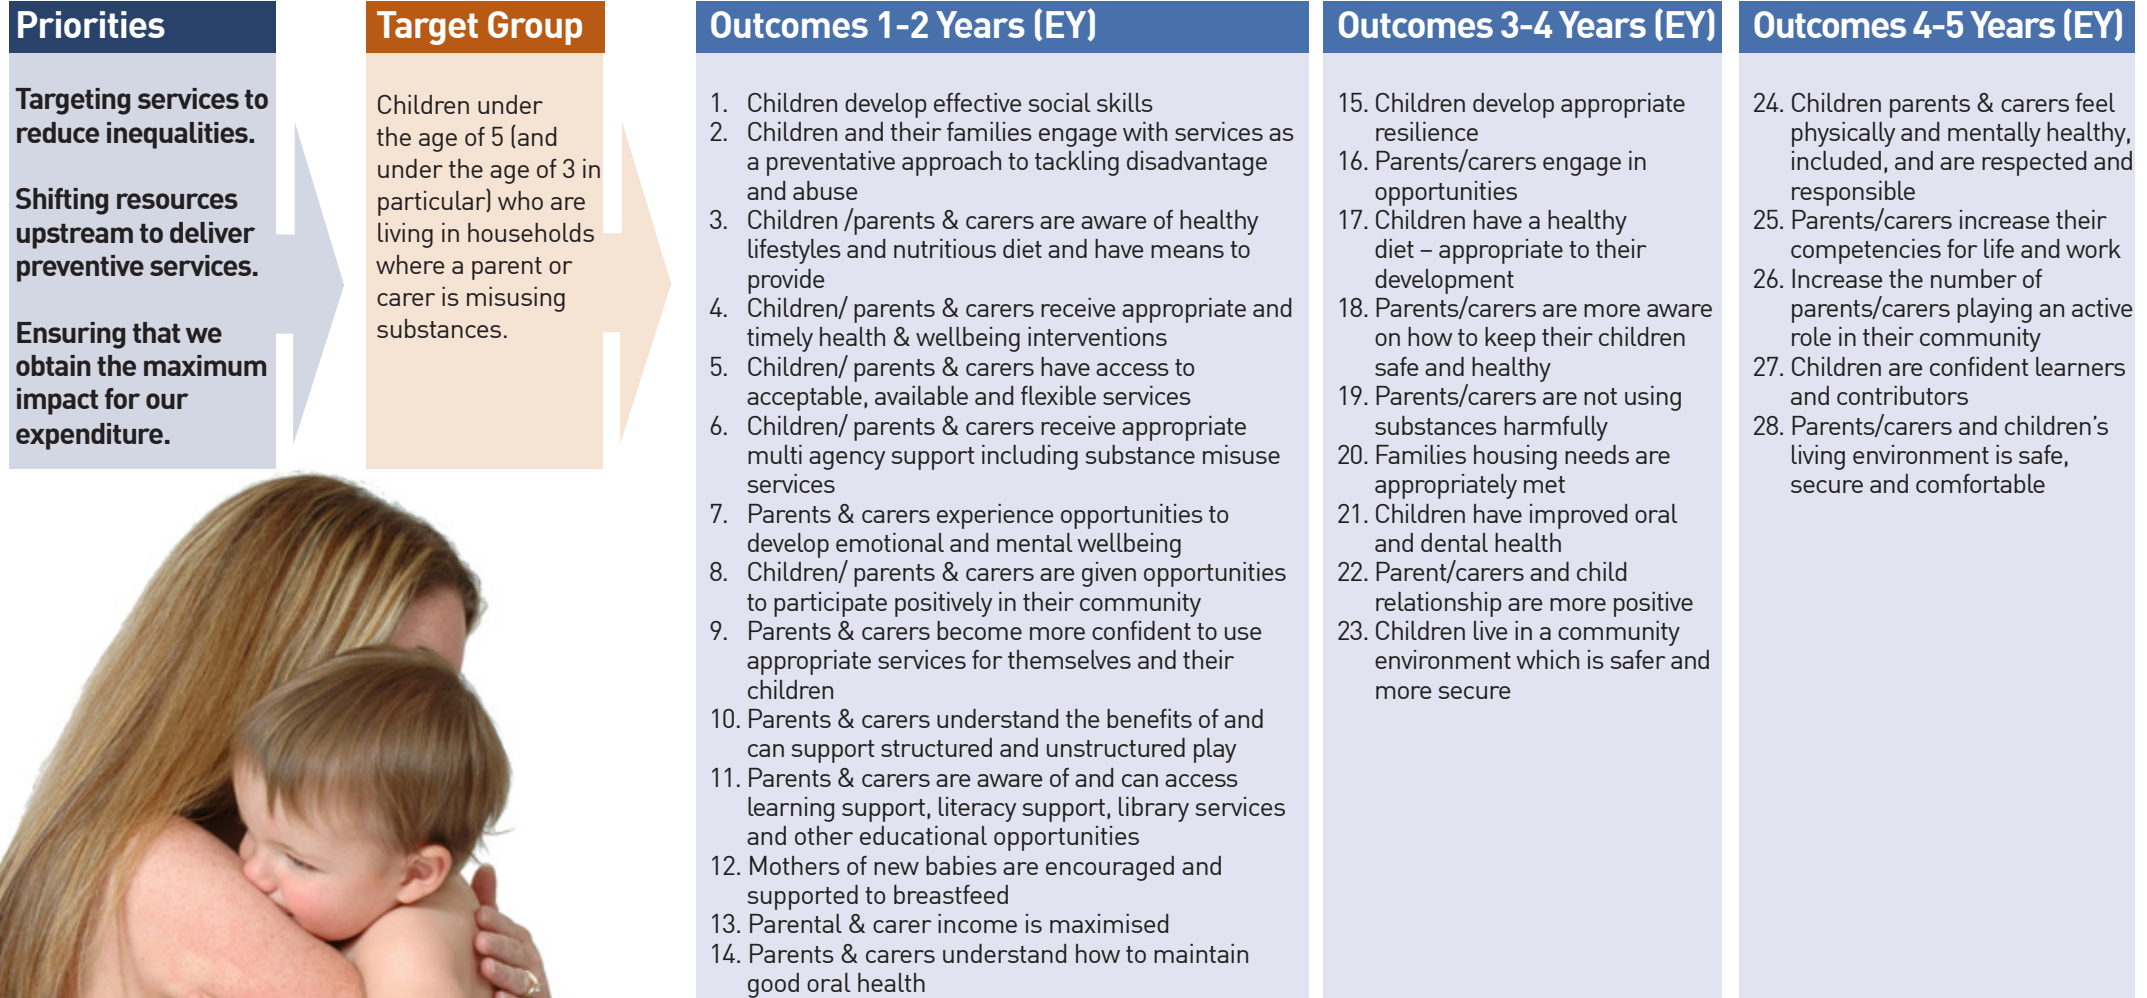 Priorities
Targeting services to
reduce inequalities.
Shifting resources
upstream to deliver
preventive services.
Ensuring that we
obtain the maximum
impact for our
expenditure.
Target Group
Children under
the age of 5 (and
under the age of 3 in
particular) who are
living in households
where a parent or
carer is misusing
substances.
Outcomes 1-2 Years (EY)
1. Children develop effective social skills
2. Children and their families engage with services as
a preventative approach to tackling disadvantage
and abuse
3. Children /parents & carers are aware of healthy
lifestyles and nutritious diet and have means to
provide
4. Children/ parents & carers receive appropriate and
timely health & wellbeing interventions
5. Children/ parents & carers have access to
acceptable, available and flexible services
6. Children/ parents & carers receive appropriate
multi agency support including substance misuse
services
7. Parents & carers experience opportunities to
develop emotional and mental wellbeing
8. Children/ parents & carers are given opportunities
to participate positively in their community
9. Parents & carers become more confident to use
appropriate services for themselves and their
children
10. Parents & carers understand the benefits of and
can support structured and unstructured play
11. Parents & carers are aware of and can access
learning support, literacy support, library services
and other educational opportunities
12. Mothers of new babies are encouraged and
supported to breastfeed
13. Parental & carer income is maximised
14. Parents & carers understand how to maintain
good oral health
Outcomes 3-4 Years (EY)
15. Children develop appropriate
resilience
16. Parents/carers engage in
opportunities
17. Children have a healthy
diet – appropriate to their
development
18. Parents/carers are more aware
on how to keep their children
safe and healthy
19. Parents/carers are not using
substances harmfully
20. Families housing needs are
appropriately met
21. Children have improved oral
and dental health
22. Parent/carers and child
relationship are more positive
23. Children live in a community
environment which is safer and
more secure
Outcomes 4-5 Years (EY)
24. Children parents & carers feel
physically and mentally healthy,
included, and are respected and
responsible
25. Parents/carers increase their
competencies for life and work
26. Increase the number of
parents/carers playing an active
role in their community
27. Children are confident learners
and contributors
28. Parents/carers and children’s
living environment is safe,
secure and comfortable